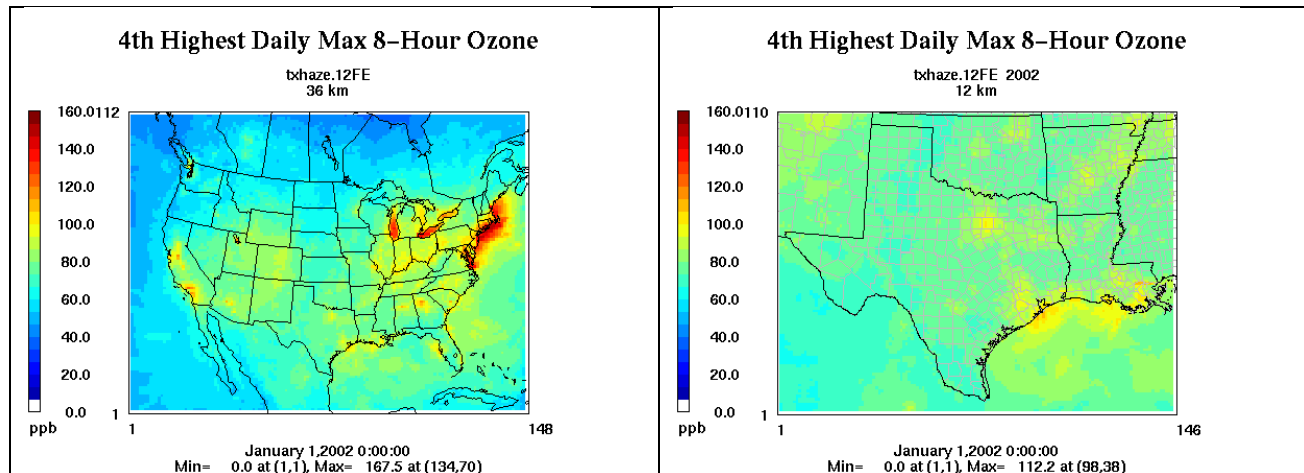 4th Highest Daily Max 8−Hour Ozone
txhaze.12FE
36 km
160.0
140.0
120.0
100.0
80.0
60.0
40.0
20.0
0.0
ppb
112
1
1
148
January 1,2002 0:00:00
Min= 0.0 at (1,1), Max= 167.5 at (134,70)
4th Highest Daily Max 8−Hour Ozone
txhaze.12FE 2002
12 km
160.0
140.0
120.0
100.0
80.0
60.0
40.0
20.0
0.0
ppb
110
1
1
146
January 1,2002 0:00:00
Min= 0.0 at (1,1), Max= 112.2 at (98,38)